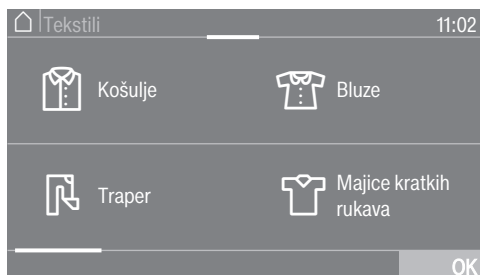 Tekstili 11:02
Košulje
Bluze
Traper
Majice kratkih
rukava
OK